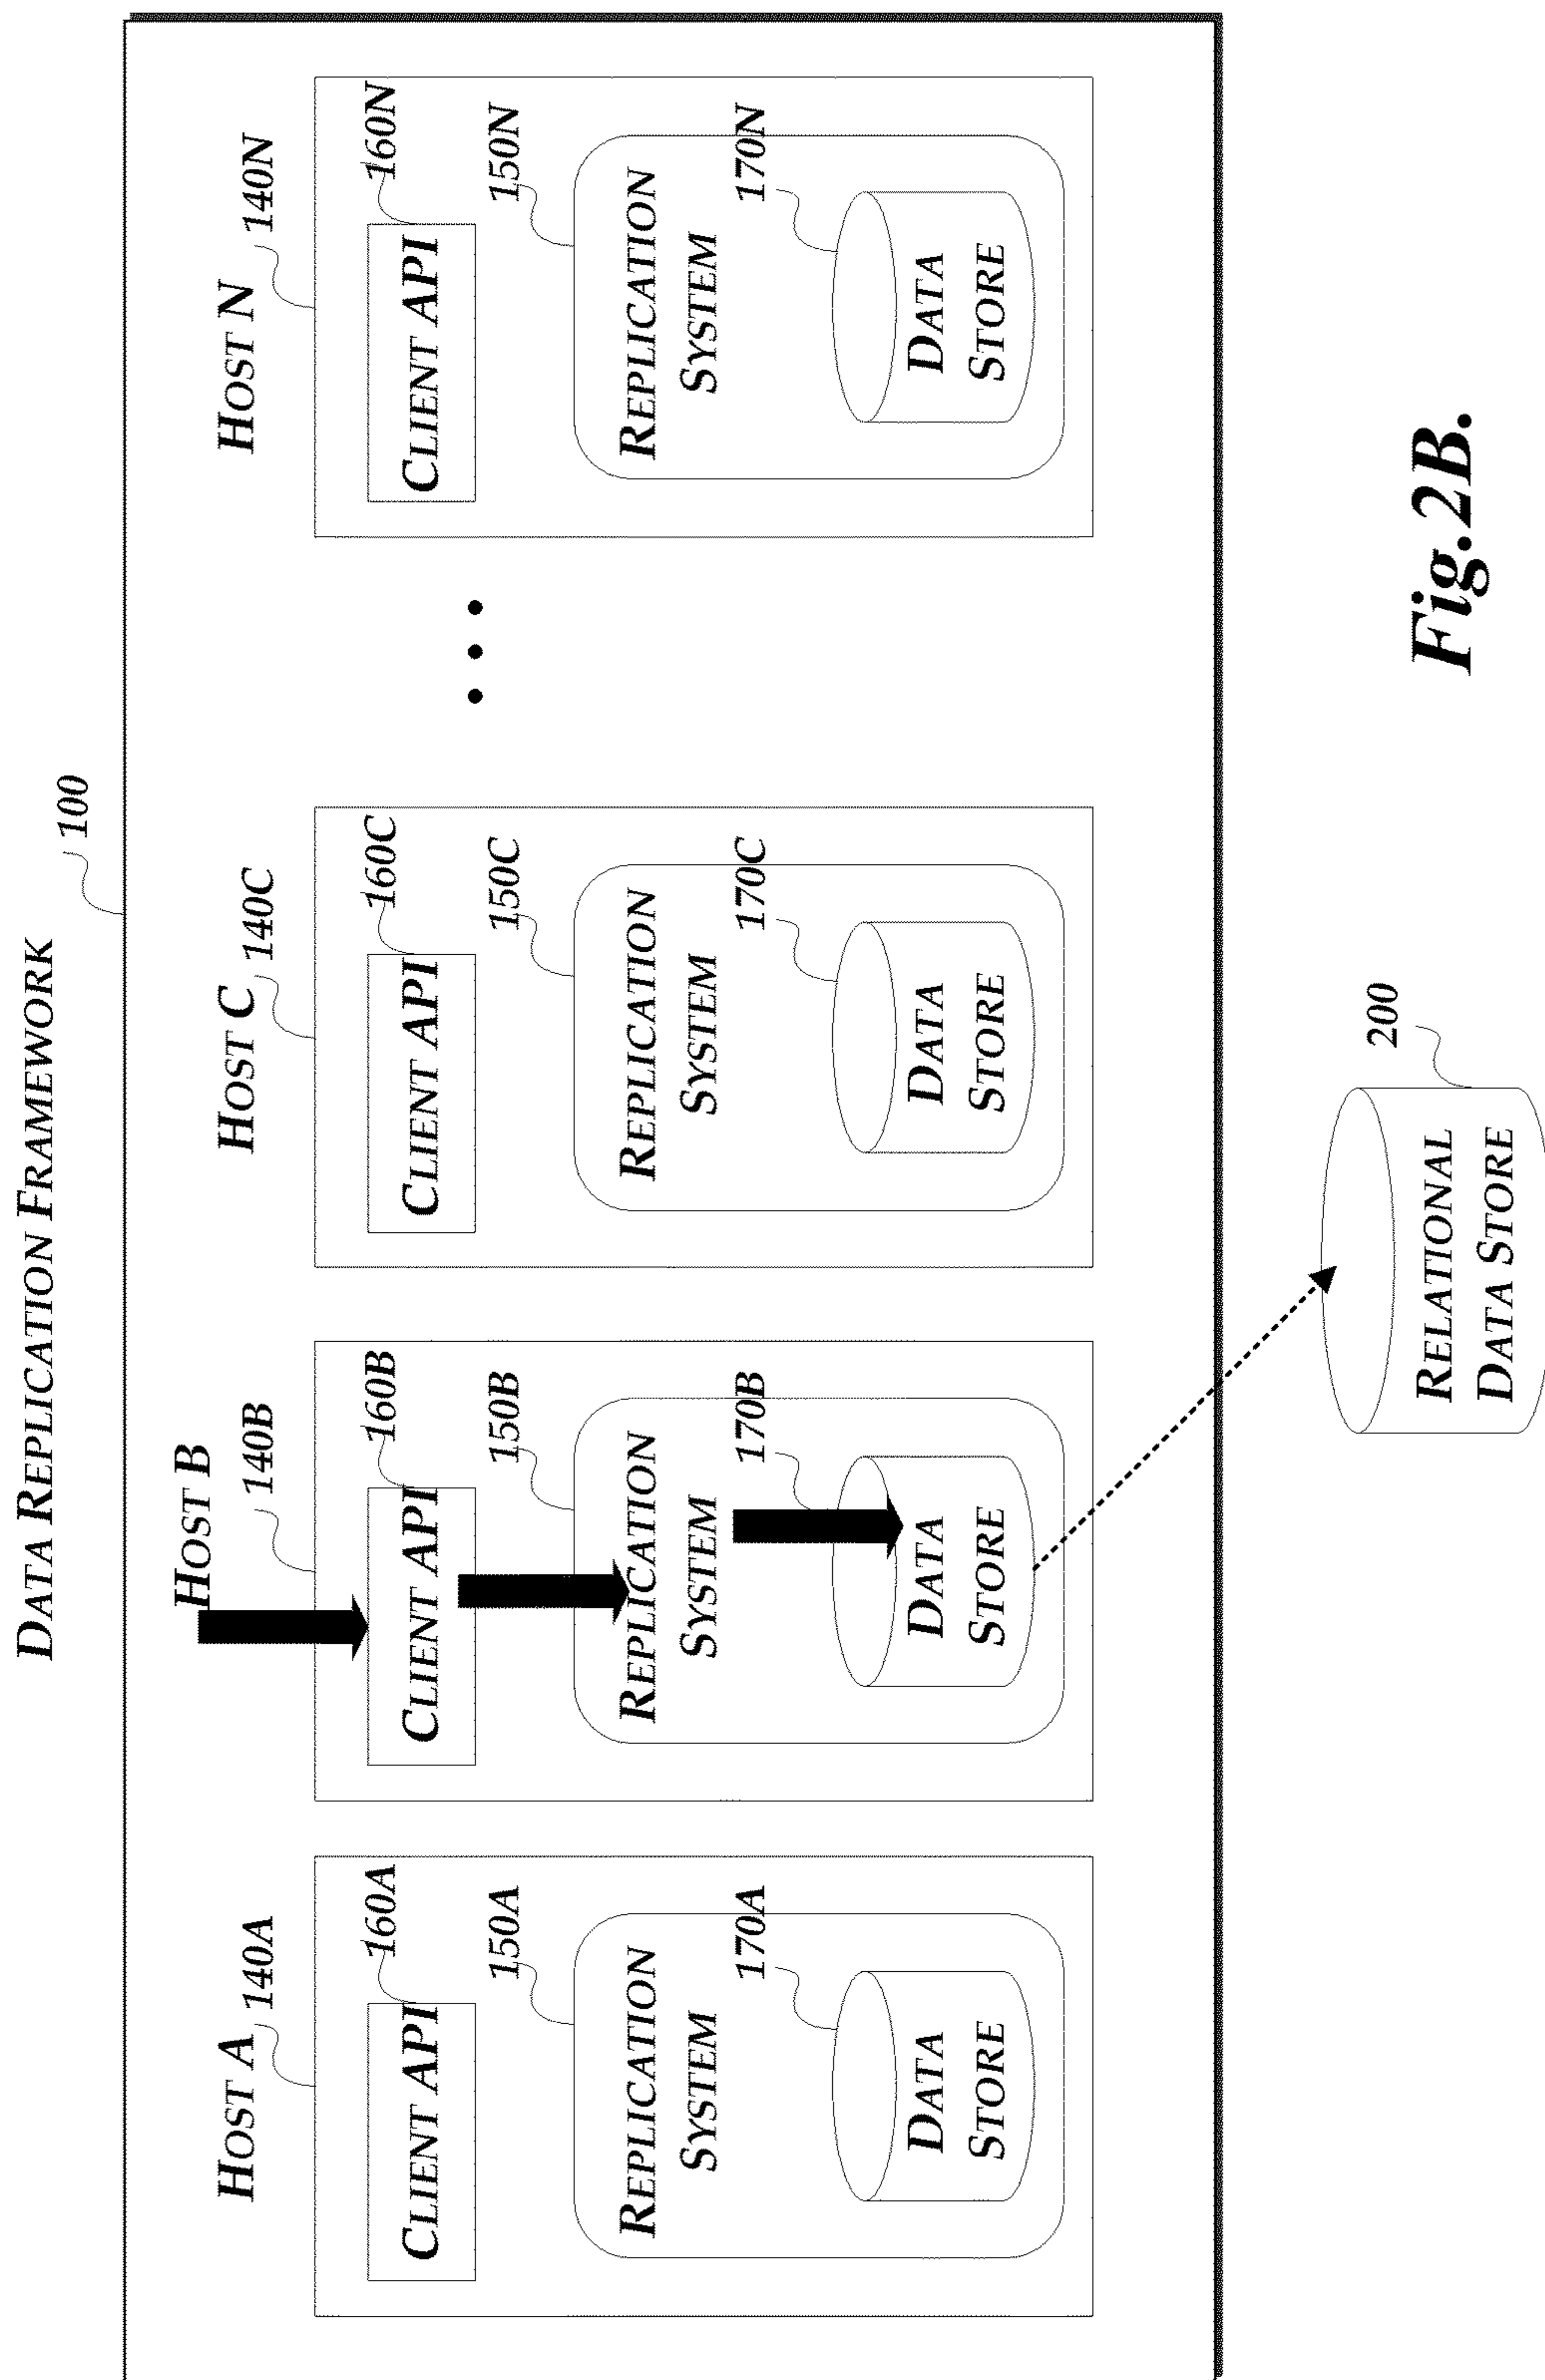 DATA REPLICATION FRAMEWORK
100
HOST A
140A
CLIENT API
160A
150A
REPLICATION
SYSTEM
170A
DATA
STORE
HOST B
140B
CLIENT API
160B
150B
REPLICATION
SYSTEM
170B
DATA
STORE
HOST C
140C
CLIENT API
160C
150C
REPLICATION
SYSTEM
170C
DATA
STORE
HOST N
140N
CLIENT API
160N
150N
REPLICATION
SYSTEM
170N
DATA
STORE
200
RELATIONAL
DATA STORE
Fig.2B.